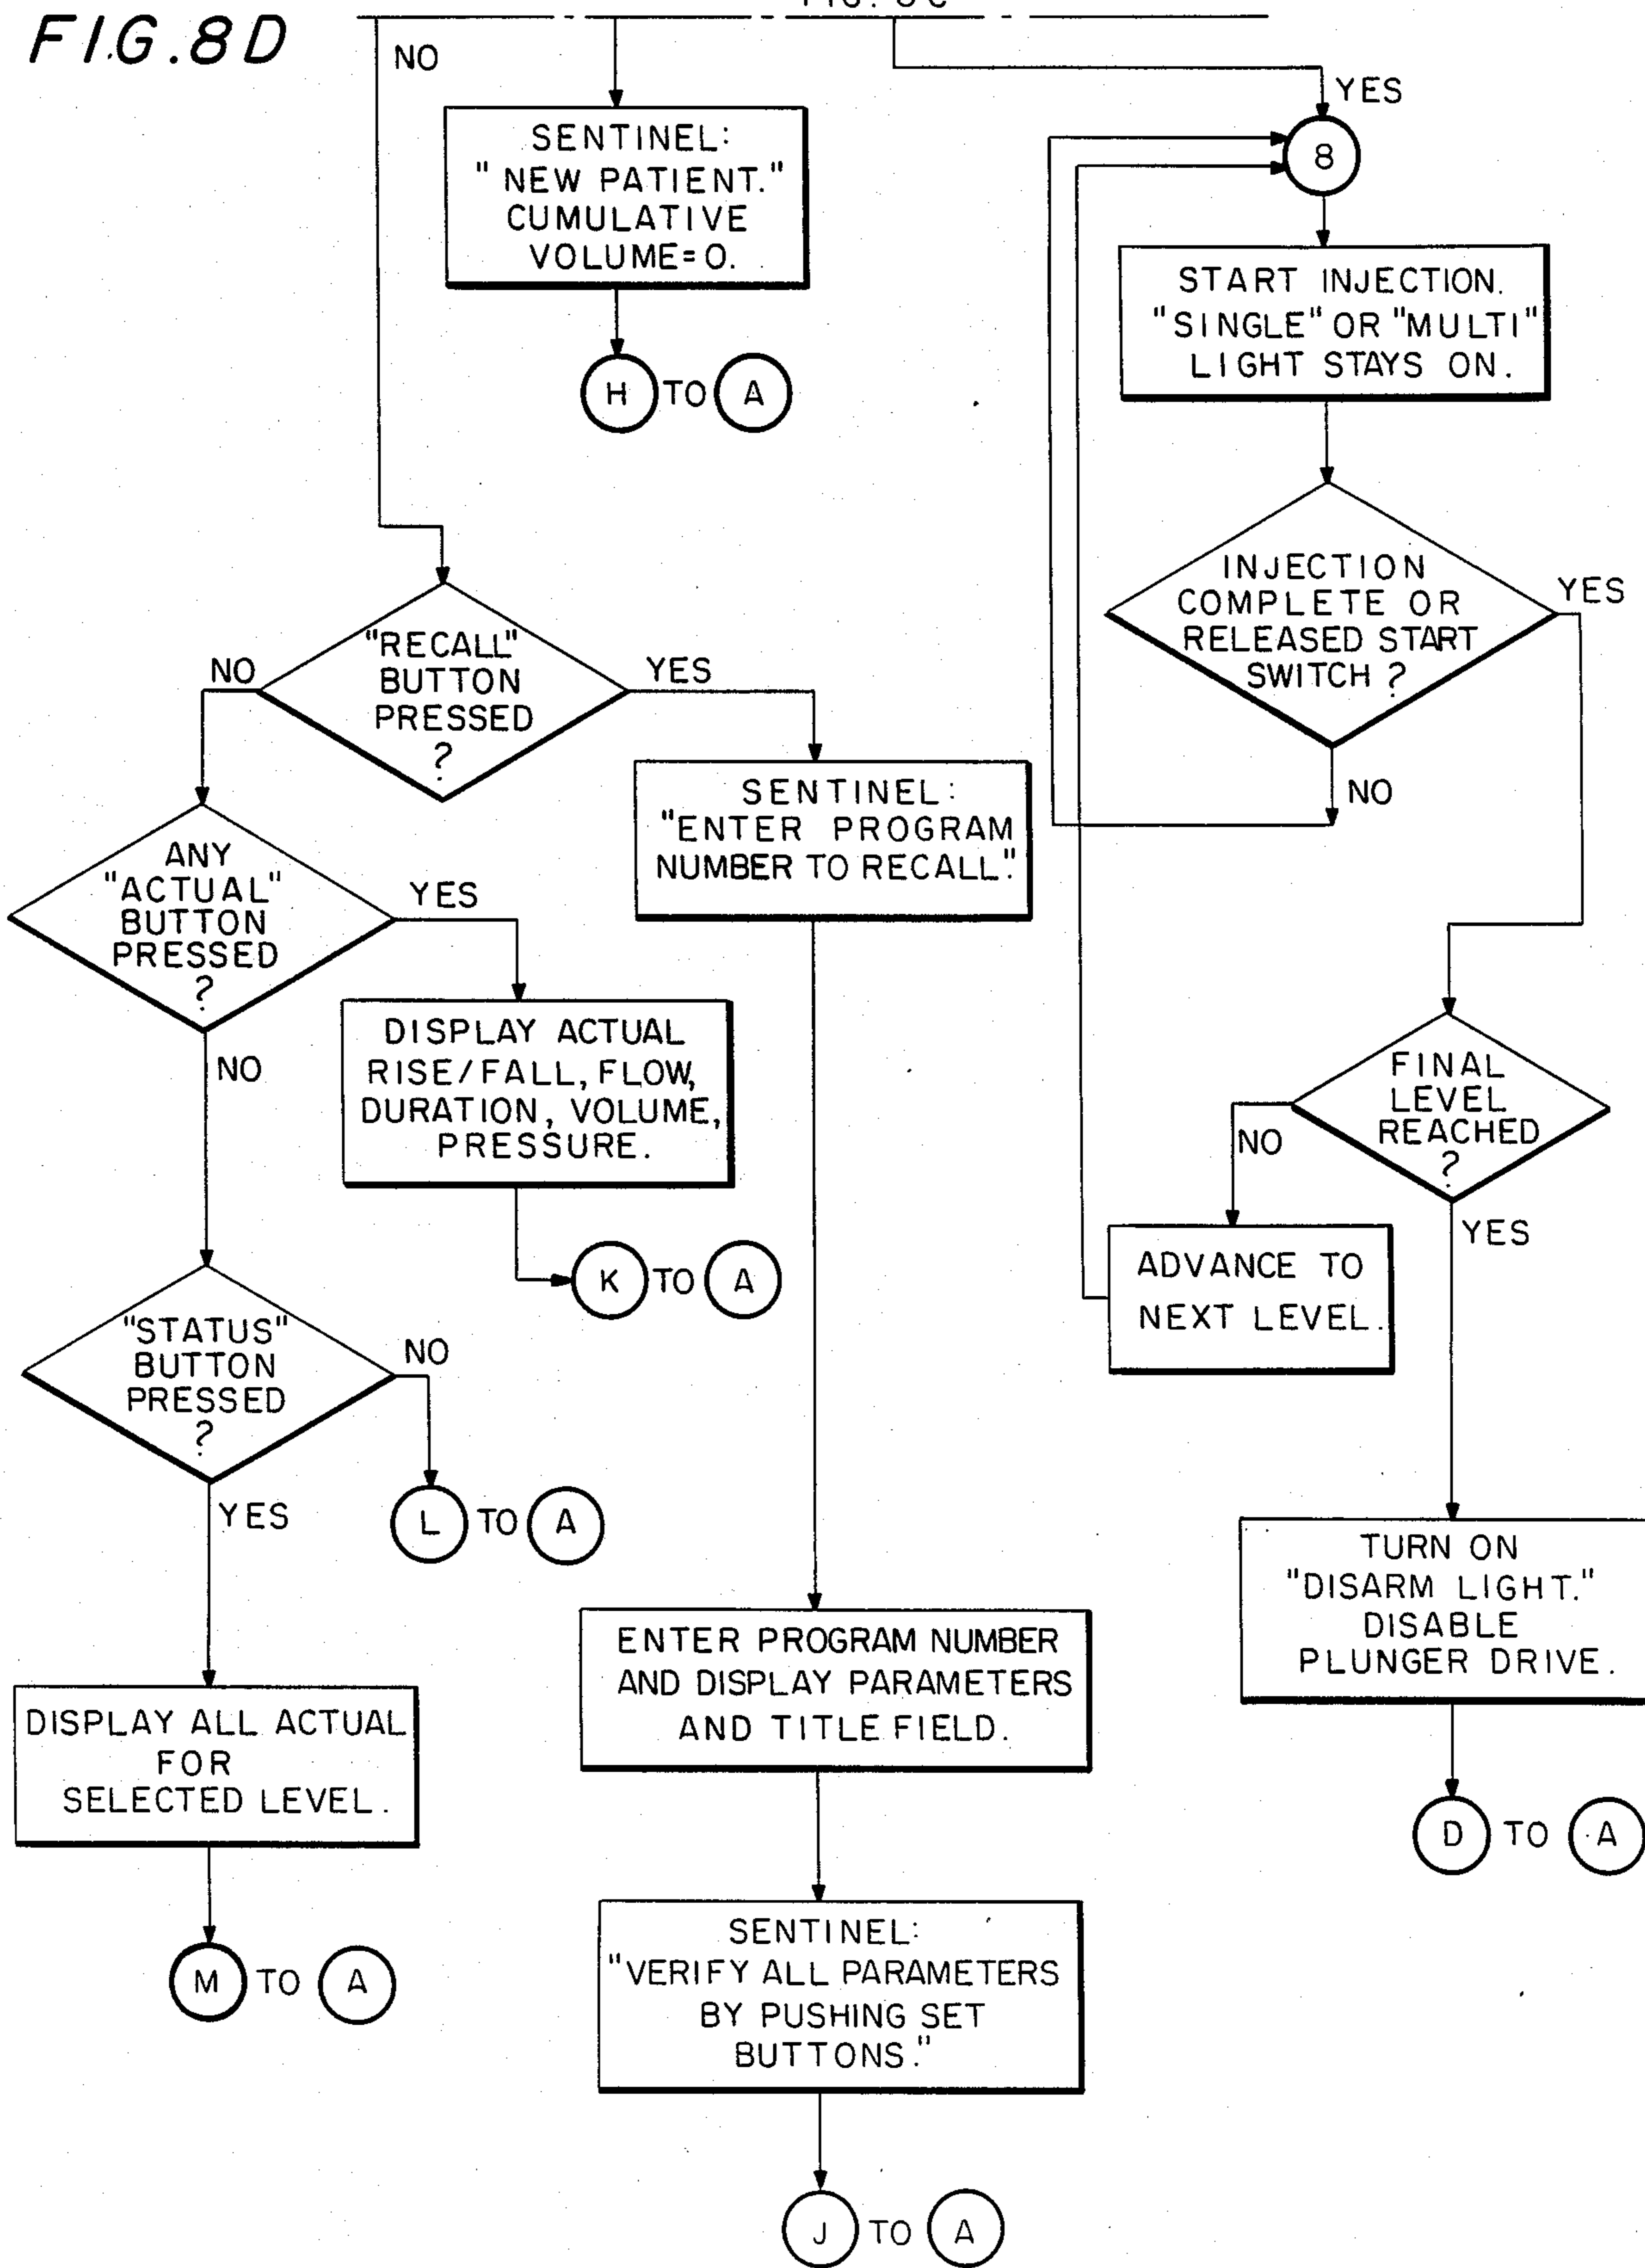 FIG.8D
NO
SENTINEL:
"NEW PATIENT."
CUMULATIVE
VOLUME=0.
H TO A
YES
8
START INJECTION.
"SINGLE" OR "MULTI"
LIGHT STAYS ON.
INJECTION
COMPLETE OR
RELEASED START
SWITCH ?
YES
NO
"RECALL"
BUTTON
PRESSED
?
NO
YES
SENTINEL:
"ENTER PROGRAM
NUMBER TO RECALL".
ANY
"ACTUAL"
BUTTON
PRESSED
?
YES
NO
DISPLAY ACTUAL
RISE/FALL, FLOW,
DURATION, VOLUME,
PRESSURE.
K TO A
FINAL
LEVEL
REACHED
?
NO
YES
ADVANCE TO
NEXT LEVEL.
"STATUS"
BUTTON
PRESSED
?
NO
YES
L TO A
TURN ON
"DISARM LIGHT."
DISABLE
PLUNGER DRIVE.
D TO A
ENTER PROGRAM NUMBER
AND DISPLAY PARAMETERS
AND TITLE FIELD.
DISPLAY ALL ACTUAL
FOR
SELECTED LEVEL.
M TO A
SENTINEL:
"VERIFY ALL PARAMETERS
BY PUSHING SET
BUTTONS."
J TO A